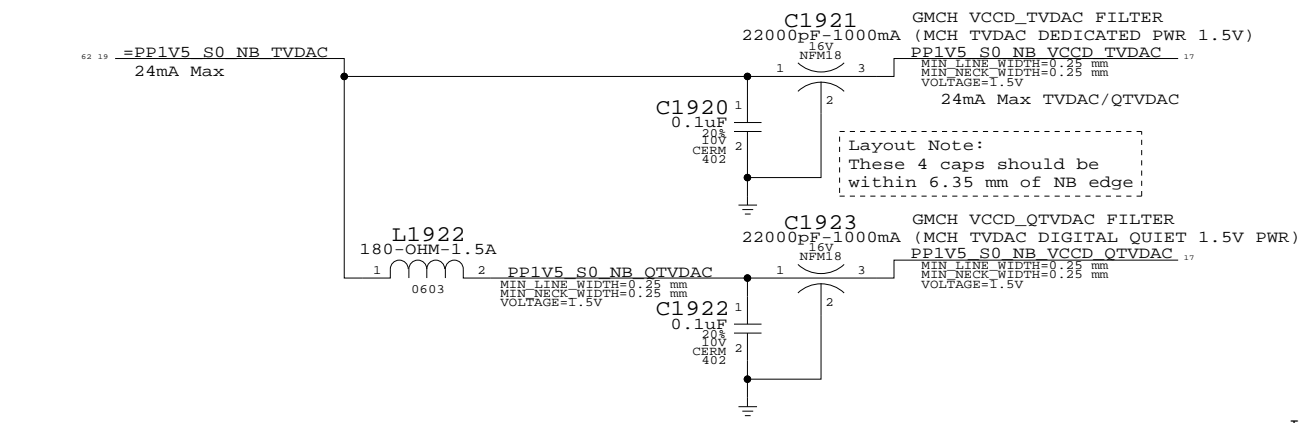 C1921
22000pF-1000mA
16V
NFM18
1
3
2
GMCH VCCD_TVDAC FILTER
(MCH TVDAC DEDICATED PWR 1.5V)
PP1V5_S0_NB_VCCD_TVDAC 17
MIN_LINE_WIDTH=0.25 mm
MIN_NECK_WIDTH=0.25 mm
VOLTAGE=1.5V
24mA Max TVDAC/QTVDAC
62 19 =PP1V5_S0_NB_TVDAC
24mA Max
C1920
0.1uF
20%
10V
CERM
402
1
2
Layout Note:
These 4 caps should be
within 6.35 mm of NB edge
L1922
180-OHM-1.5A
1
2
0603
PP1V5_S0_NB_QTVDAC
MIN_LINE_WIDTH=0.25 mm
MIN_NECK_WIDTH=0.25 mm
VOLTAGE=1.5V
C1923
22000pF-1000mA
16V
NFM18
1
3
2
GMCH VCCD_QTVDAC FILTER
(MCH TVDAC DIGITAL QUIET 1.5V PWR)
PP1V5_S0_NB_VCCD_QTVDAC 17
MIN_LINE_WIDTH=0.25 mm
MIN_NECK_WIDTH=0.25 mm
VOLTAGE=1.5V
C1922
0.1uF
20%
10V
CERM
402
1
2